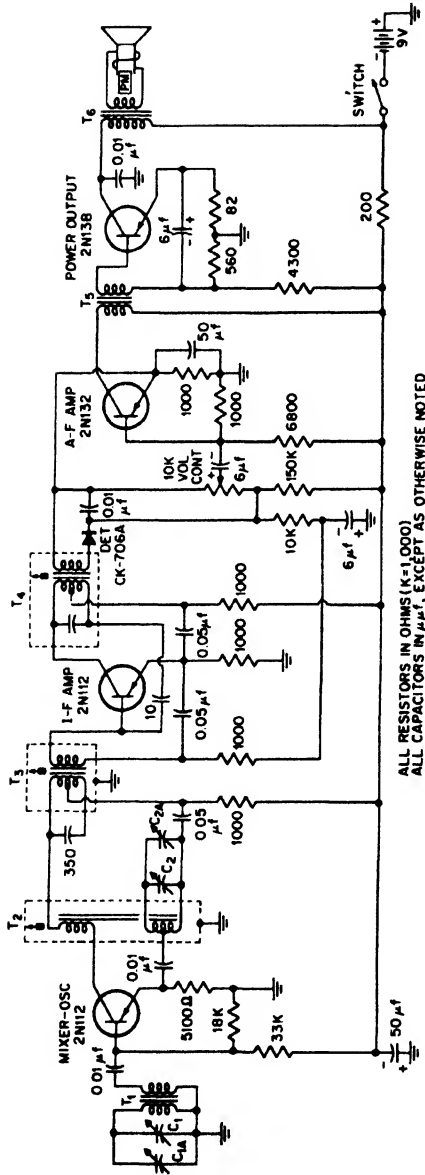 T1
C1A
C1
0.01 μf
MIXER-OSC
2N112
5100Ω
18K
33K
50 μf
-
+
0.01
μf
T2
C2
C2A
0.05
μf
1000
350
T3
1000
I-F AMP
2N112
10
0.05μf
0.05μf
1000
1000
T4
DET
CK-706A
0.01
μf
10K
VOL
CONT
+
-
6μf
150K
10K
6μf
-
+
A-F AMP
2N132
50
μf
1000
1000
6800
T5
POWER OUTPUT
2N138
0.01
μf
6μf
-
+
560
82
4300
T6
PM
200
SWITCH
-
+
9V
ALL RESISTORS IN OHMS (K=1,000)
ALL CAPACITORS IN μμf, EXCEPT AS OTHERWISE NOTED